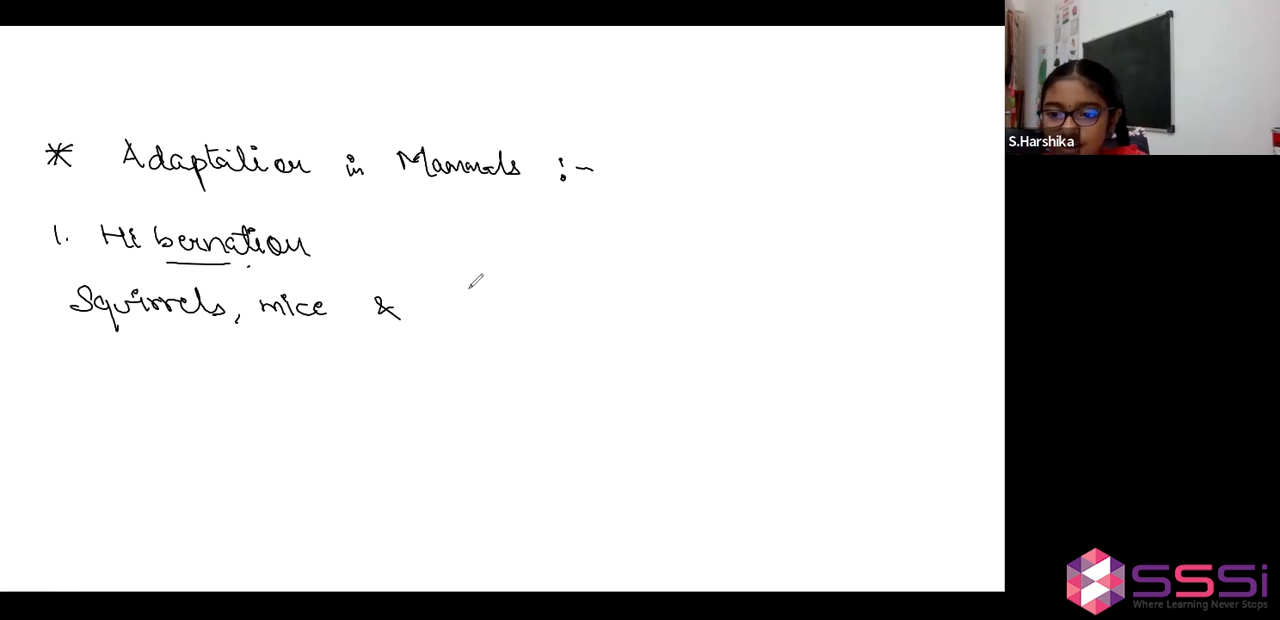 * Adaptation in Mammals :-
1. Hibernation
Squirrels, mice &
S.Harshika
SSSi
Where Learning Never Stops